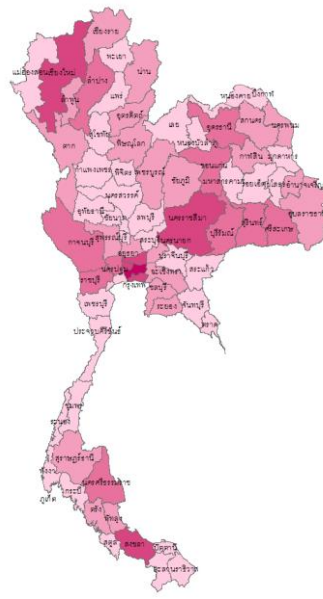 เชียงราย
แม่ฮ่องสอน
เชียงใหม่
พะเยา
น่าน
ลำปาง
ลำพูน
แพร่
อุตรดิตถ์
เลย
หนองคาย
บึงกาฬ
สกลนคร
นครพนม
อุดรธานี
สุโขทัย
ตาก
พิษณุโลก
ขอนแก่น
กาฬสินธุ์
มุกดาหาร
กำแพงเพชร
พิจิตร
เพชรบูรณ์
ชัยภูมิ
มหาสารคาม
ร้อยเอ็ด
ยโสธร
อำนาจเจริญ
นครสวรรค์
อุทัยธานี
ชัยนาท
ลพบุรี
นครราชสีมา
บุรีรัมย์
สุรินทร์
ศรีสะเกษ
อุบลราชธานี
กาญจนบุรี
สุพรรณบุรี
สระบุรี
นครนายก
ปราจีนบุรี
อยุธยา
นครปฐม
ฉะเชิงเทรา
สระแก้ว
ราชบุรี
กรุงเทพ
ชลบุรี
เพชรบุรี
ระยอง
จันทบุรี
ตราด
ประจวบคีรีขันธ์
ชุมพร
ระนอง
สุราษฎร์ธานี
พังงา
ภูเก็ต
กระบี่
นครศรีธรรมราช
ตรัง
พัทลุง
สตูล
สงขลา
ปัตตานี
ยะลา
นราธิวาส